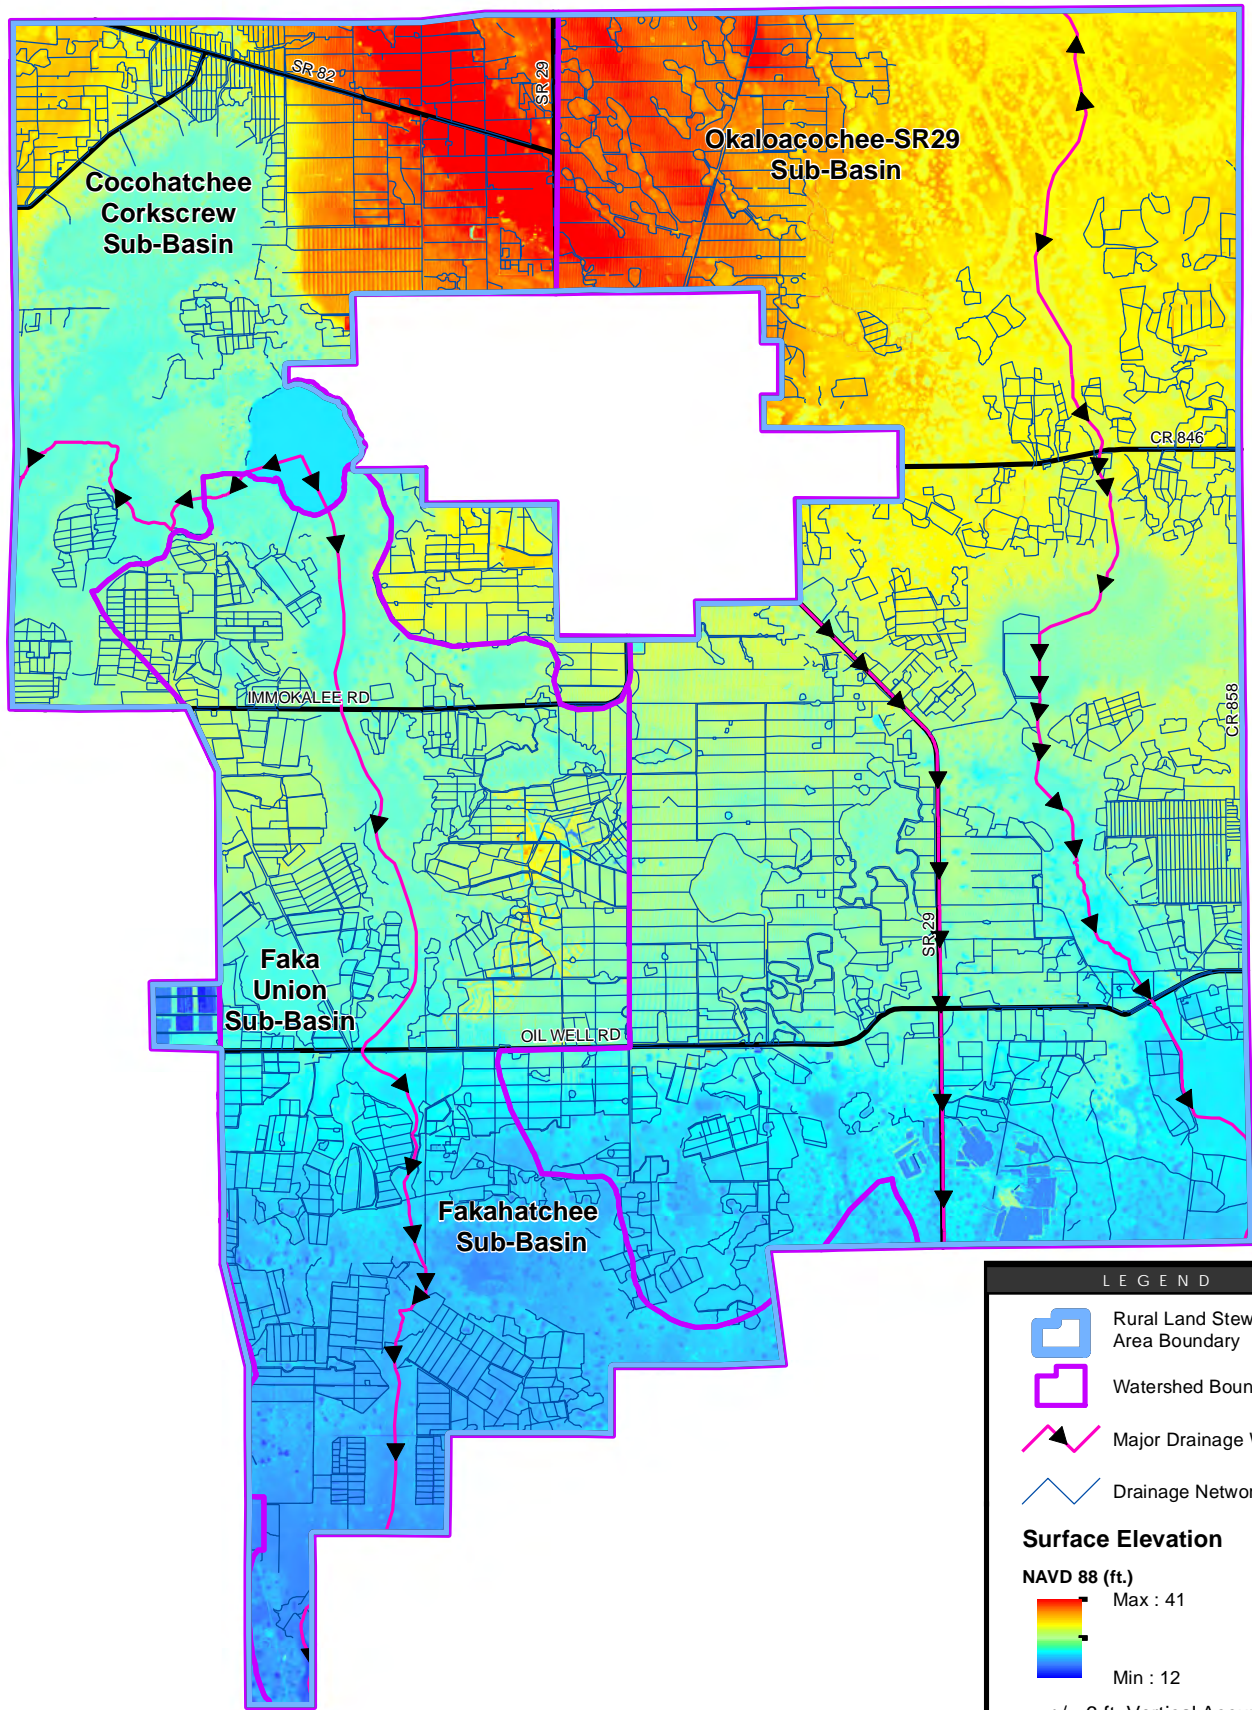 SR 82
SR 29
Okaloacochee-SR29
Sub-Basin
Cocohatchee
Corkscrew
Sub-Basin
CR 846
IMMOKALEE RD
CR 858
SR 29
Faka
Union
Sub-Basin
OIL WELL RD
Fakahatchee
Sub-Basin
LEGEND
Rural Land Stew
Area Boundary
Watershed Boun
Major Drainage
Drainage Networ
Surface Elevation
NAVD 88 (ft.)
Max : 41
Min : 12